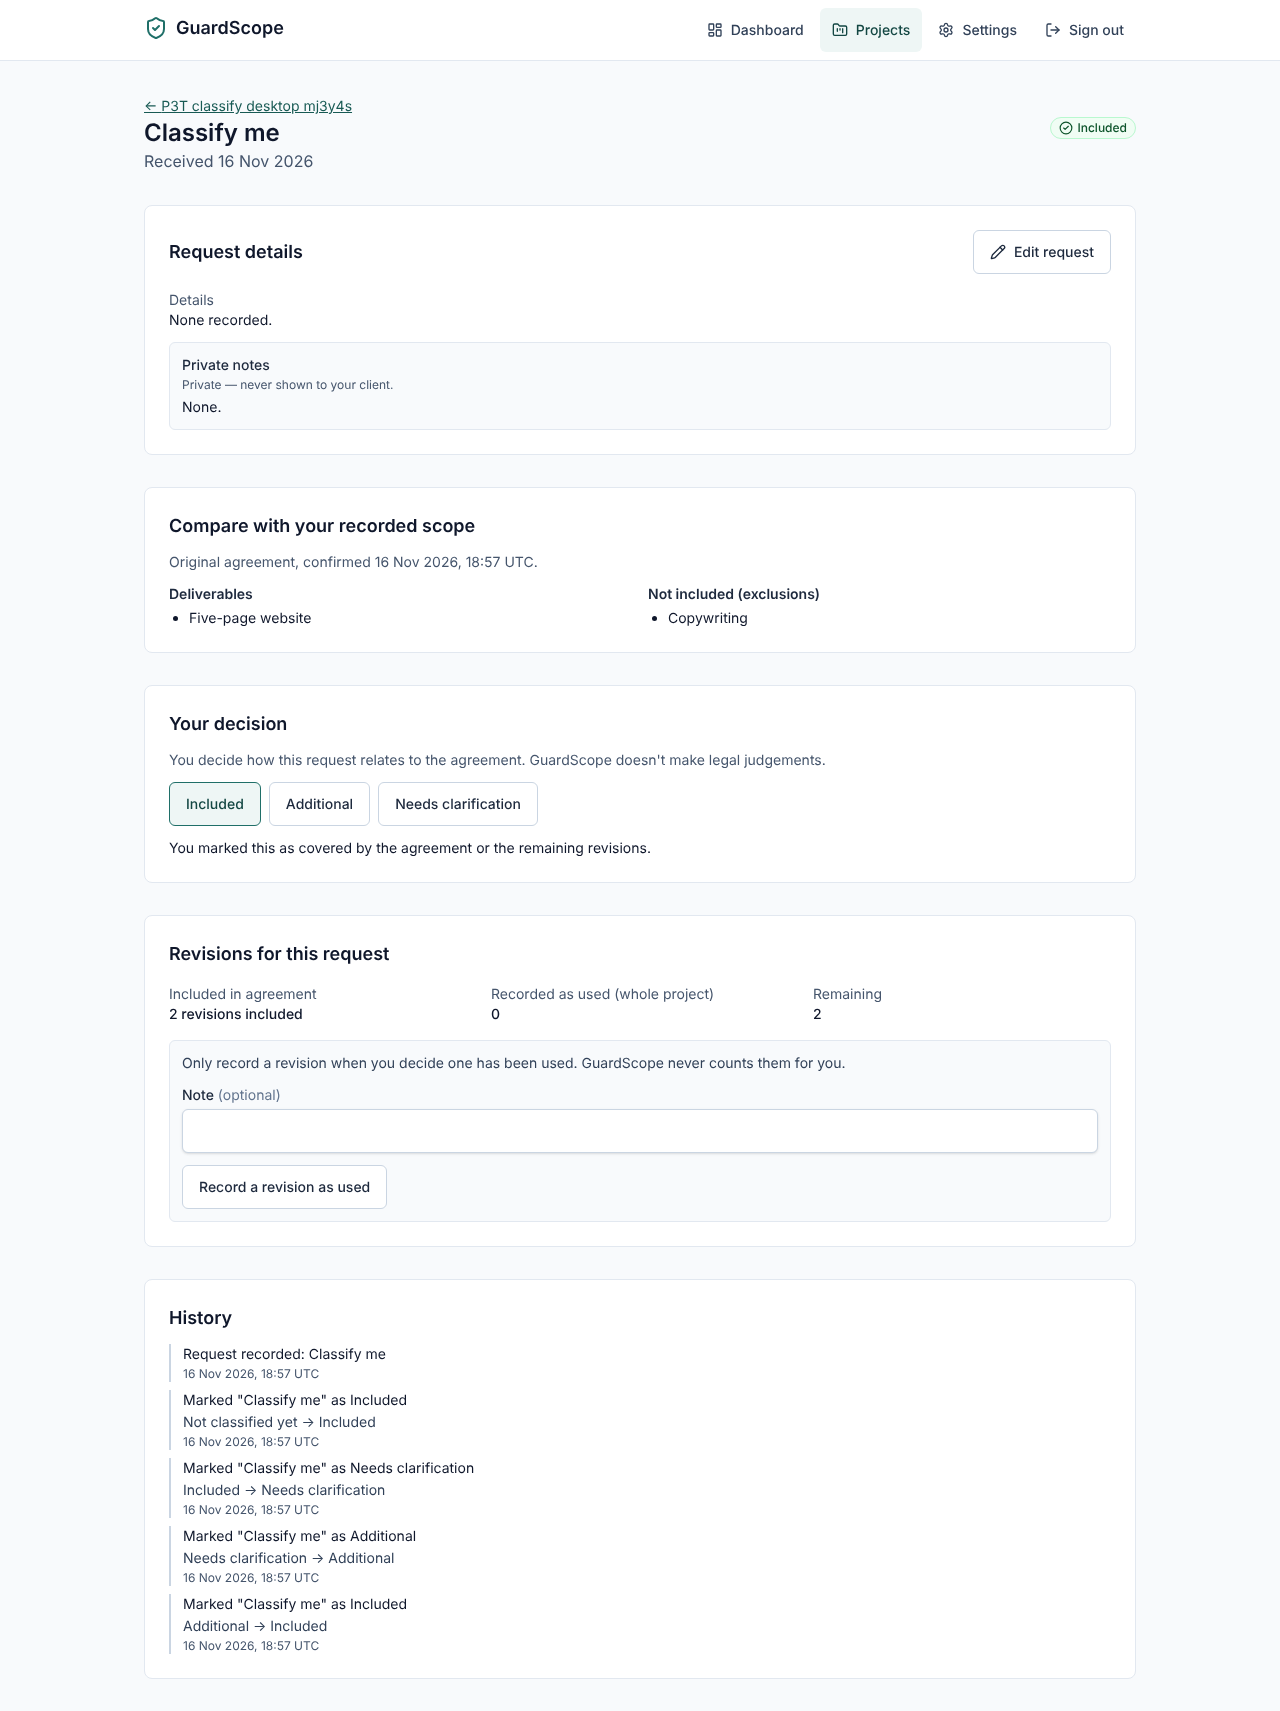 GuardScope
Dashboard
Projects
Settings
Sign out
← P3T classify desktop mj3y4s
Classify me
Included
Received 16 Nov 2026
Request details
Edit request
Details
None recorded.
Private notes
Private — never shown to your client.
None.
Compare with your recorded scope
Original agreement, confirmed 16 Nov 2026, 18:57 UTC.
Deliverables
• Five-page website
Not included (exclusions)
• Copywriting
Your decision
You decide how this request relates to the agreement. GuardScope doesn't make legal judgements.
Included
Additional
Needs clarification
You marked this as covered by the agreement or the remaining revisions.
Revisions for this request
Included in agreement
2 revisions included
Recorded as used (whole project)
0
Remaining
2
Only record a revision when you decide one has been used. GuardScope never counts them for you.
Note (optional)
Record a revision as used
History
Request recorded: Classify me
16 Nov 2026, 18:57 UTC
Marked "Classify me" as Included
Not classified yet → Included
16 Nov 2026, 18:57 UTC
Marked "Classify me" as Needs clarification
Included → Needs clarification
16 Nov 2026, 18:57 UTC
Marked "Classify me" as Additional
Needs clarification → Additional
16 Nov 2026, 18:57 UTC
Marked "Classify me" as Included
Additional → Included
16 Nov 2026, 18:57 UTC